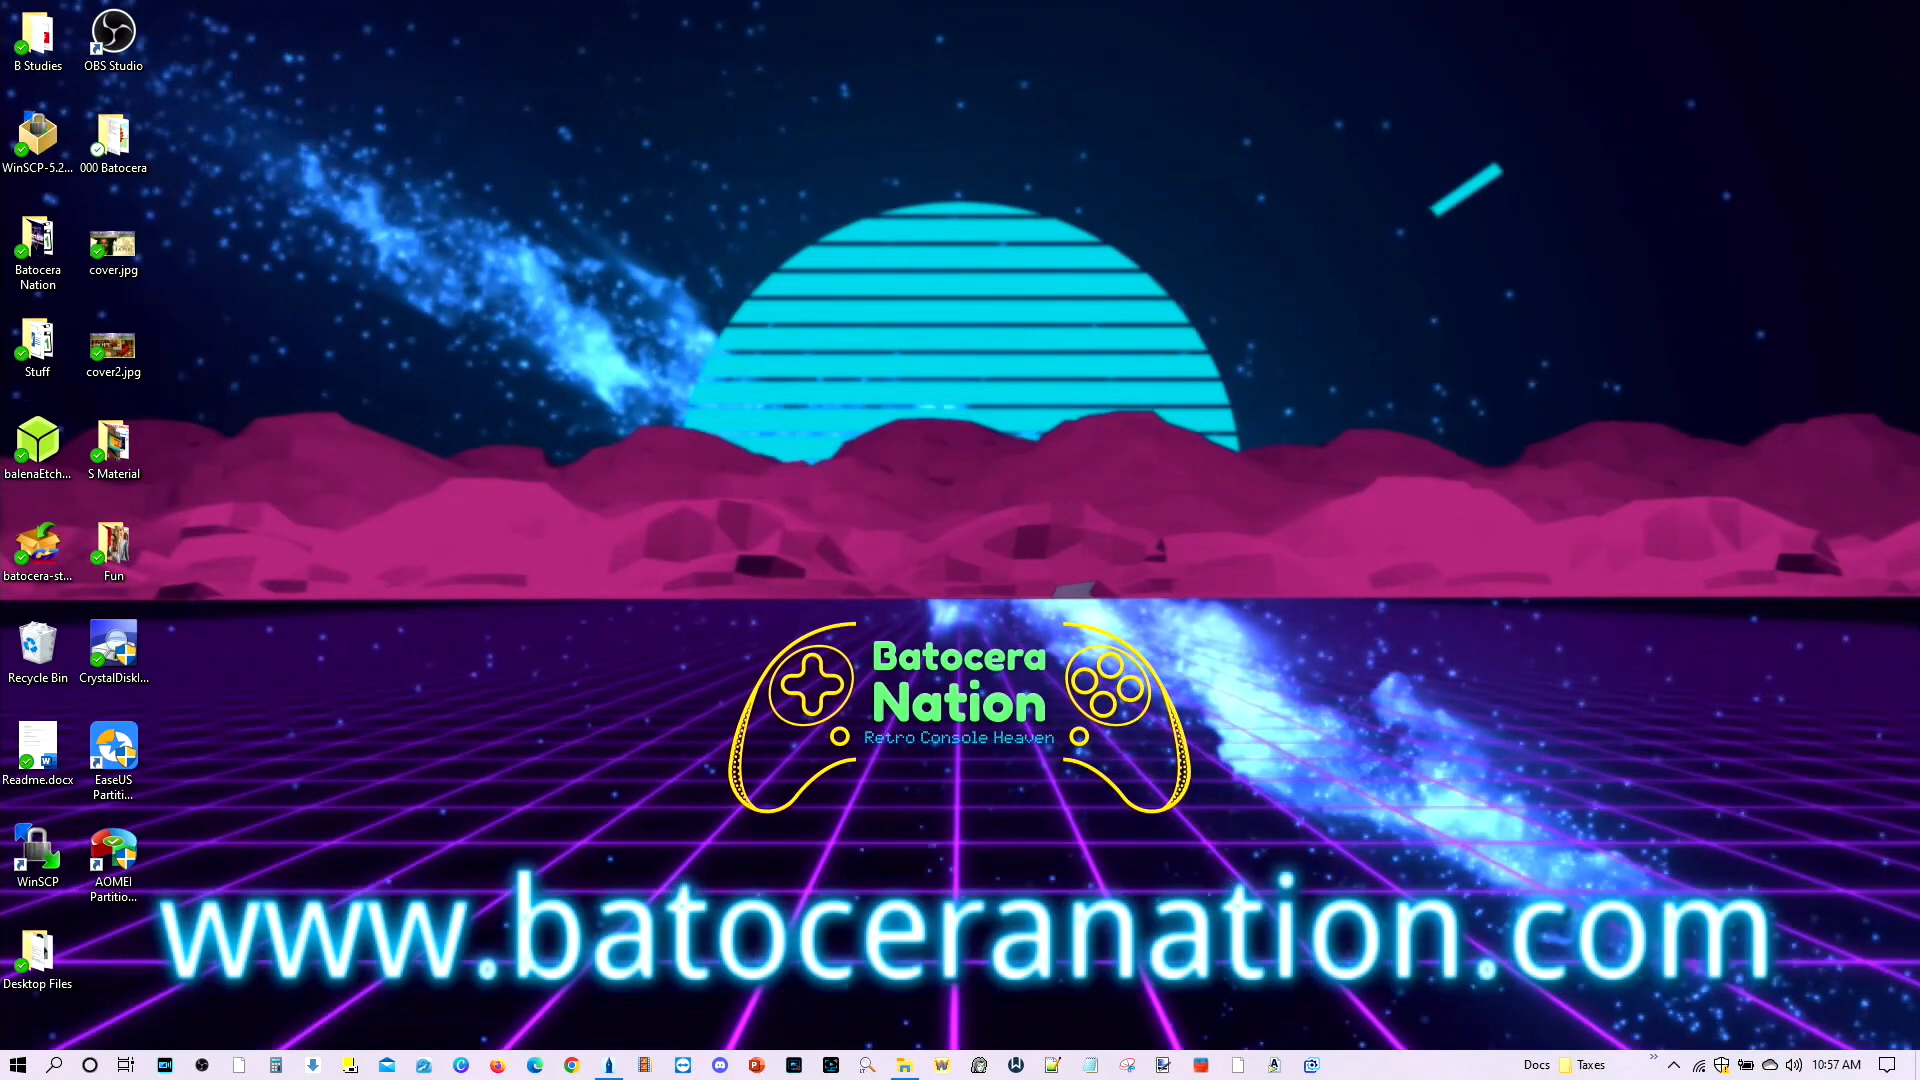 B Studies
OBS Studio
WinSCP-5.2...
000 Batocera
Batocera
Nation
cover.jpg
Stuff
cover2.jpg
balenaEtch...
S Material
batocera-st...
Fun
Recycle Bin
CrystalDiskI...
Readme.docx
EaseUS
Partiti...
WinSCP
AOMEI
Partitio...
Desktop Files
Batocera
Nation
Retro Console Heaven
www.batoceranation.com
Docs
Taxes
10:57 AM